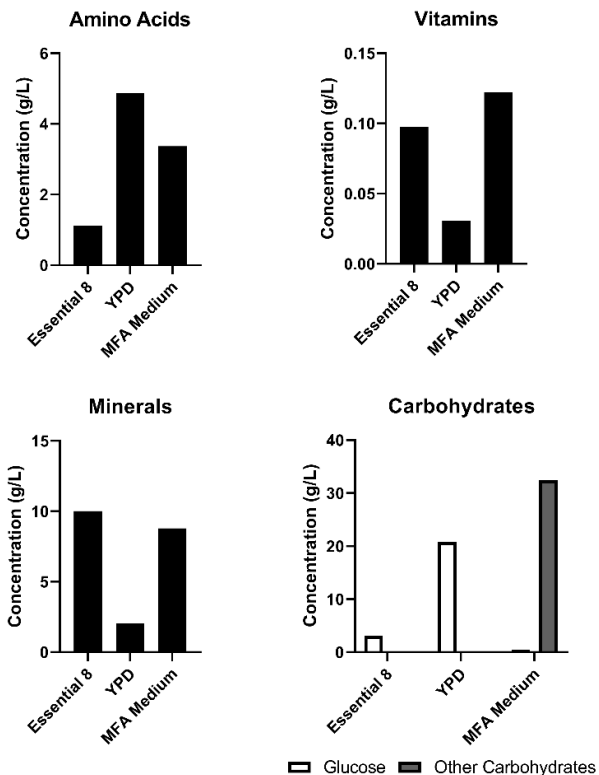 Amino Acids
Concentration (g/L)
6
4
2
0
Essential 8
YPD
MFA Medium
Vitamins
Concentration (g/L)
0.15
0.10
0.05
0.00
Essential 8
YPD
MFA Medium
Minerals
Concentration (g/L)
15
10
5
0
Essential 8
YPD
MFA Medium
Carbohydrates
Concentration (g/L)
40
30
20
10
0
Essential 8
YPD
MFA Medium
Glucose Other Carbohydrates